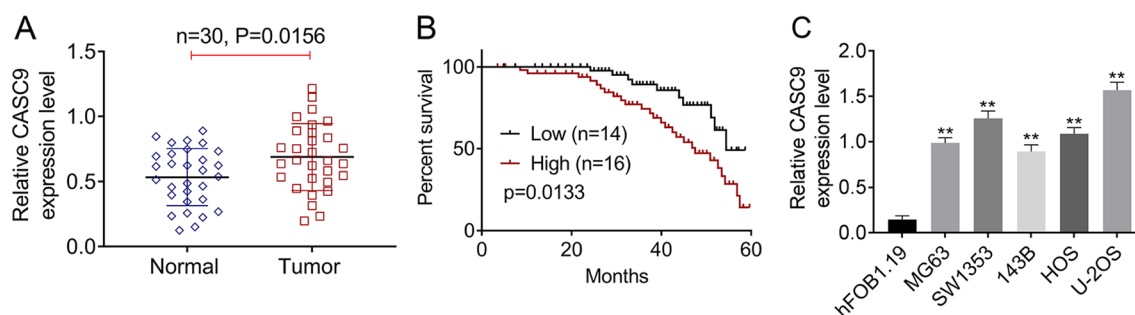 A
n=30, P=0.0156
Relative CASC9
expression level
1.5
1.0
0.5
0.0
Normal
Tumor
B
Percent survival
100
50
0
Low (n=14)
High (n=16)
p=0.0133
0
20
40
60
Months
C
Relative CASC9
expression level
2.0
1.5
1.0
0.5
0.0
**
**
**
**
**
hFOB1.19
MG63
SW1353
143B
HOS
U-2OS